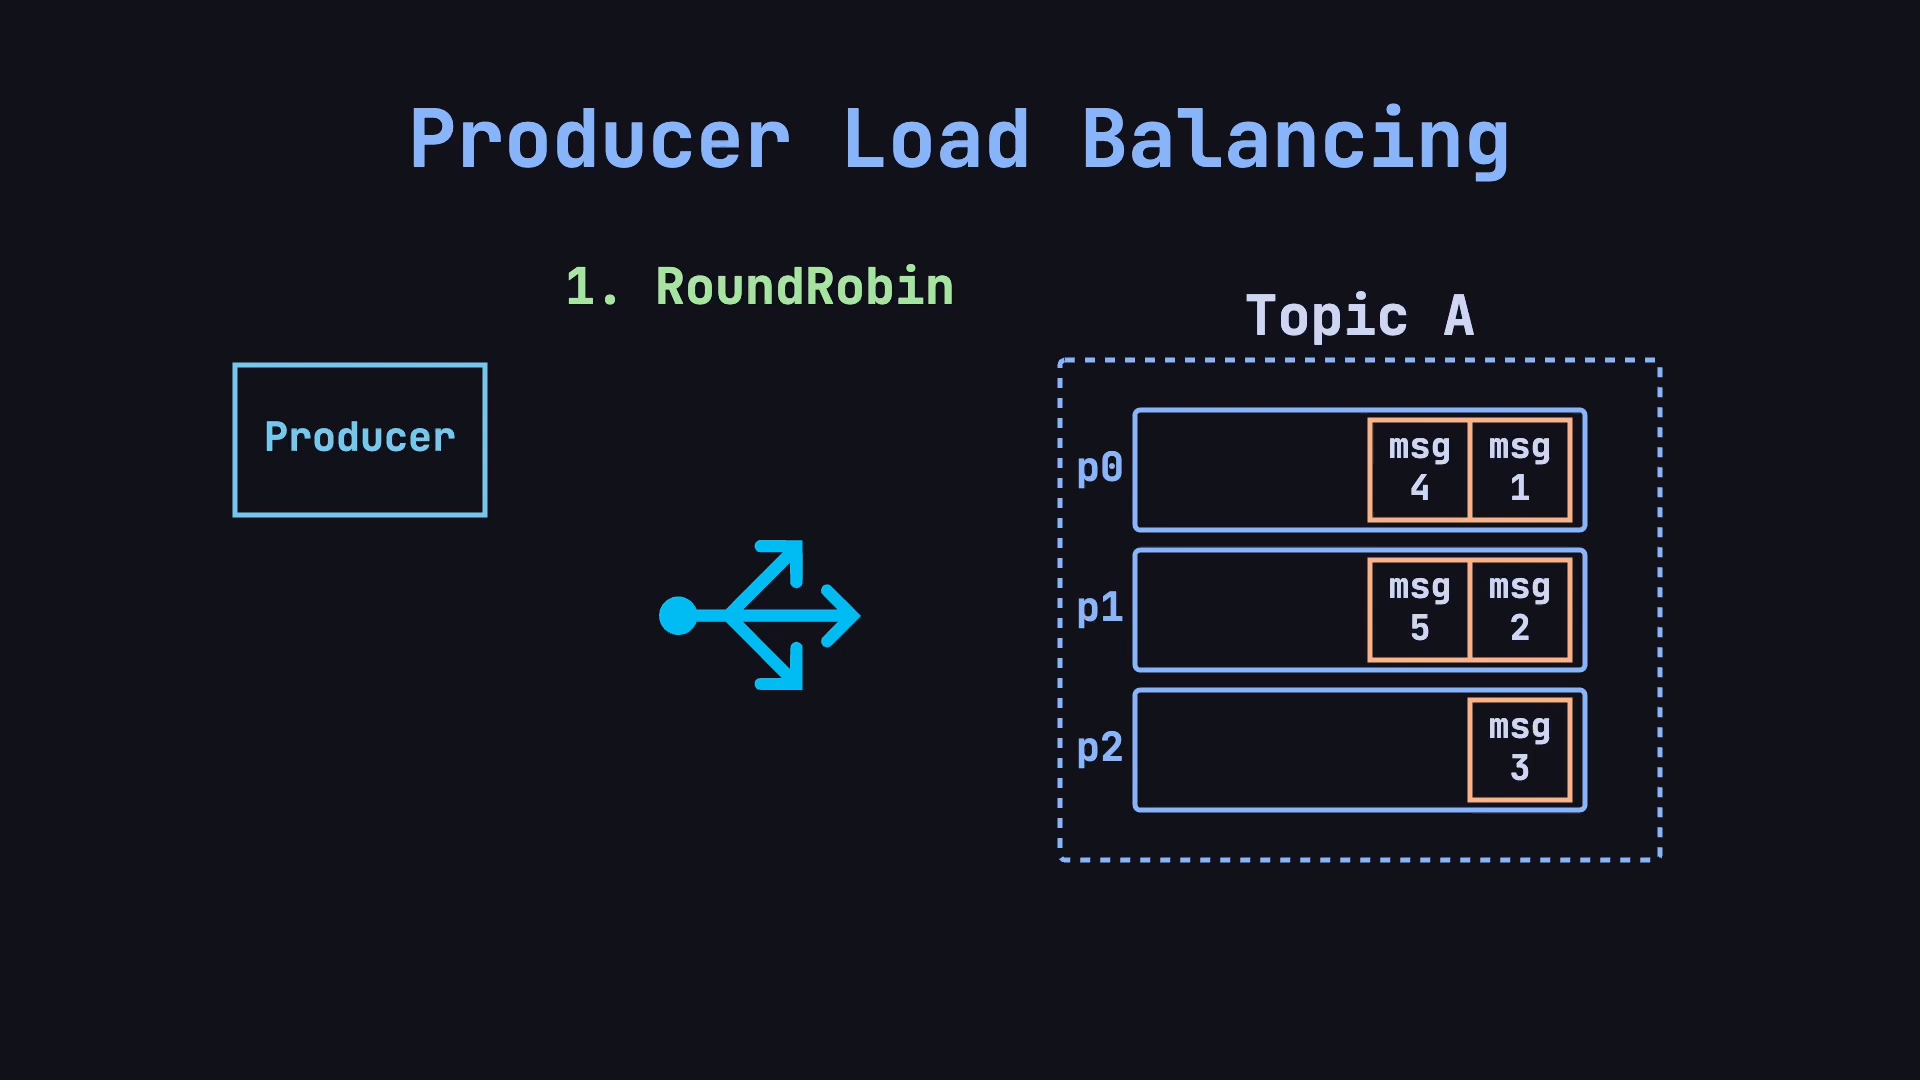 Producer Load Balancing
1. RoundRobin
Topic A
Producer
p0
msg
4
msg
1
p1
msg
5
msg
2
p2
msg
3